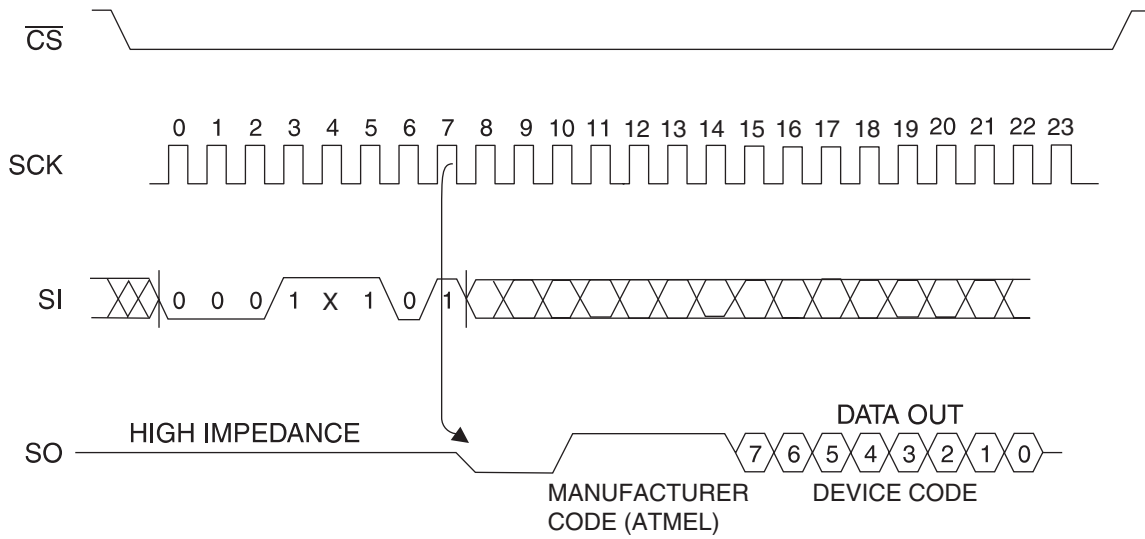 CS
0 1 2 3 4 5 6 7 8 9 10 11 12 13 14 15 16 17 18 19 20 21 22 23
SCK
SI
0 0 0 1 X 1 0 1
HIGH IMPEDANCE
DATA OUT
SO
7 6 5 4 3 2 1 0
MANUFACTURER
CODE (ATMEL)
DEVICE CODE